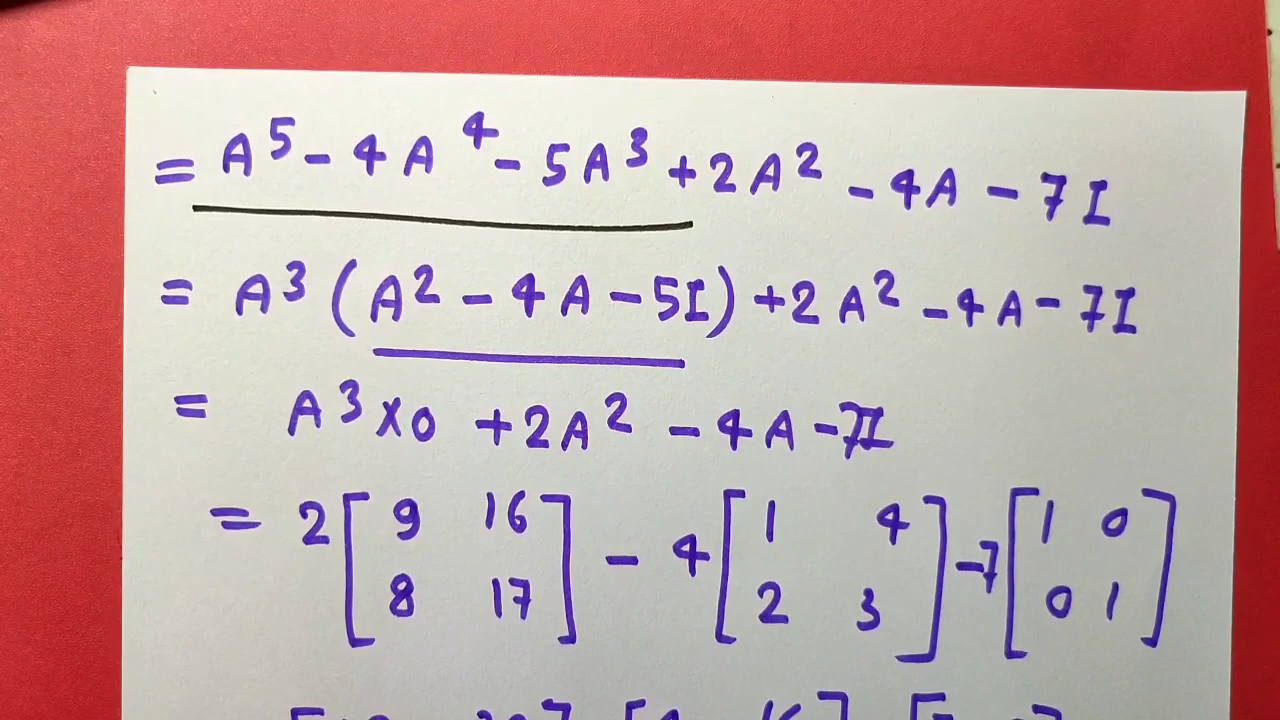 = A⁵ - 4A⁴ - 5A³ + 2A² - 4A - 7I
= A³ (A² - 4A - 5I) + 2A² - 4A - 7I
= A³ x 0 + 2A² - 4A - 7I
= 2 [ 9 16 ] - 4 [ 1 4 ] - 7 [ 1 0 ]
[ 8 17 ] [ 2 3 ] [ 0 1 ]